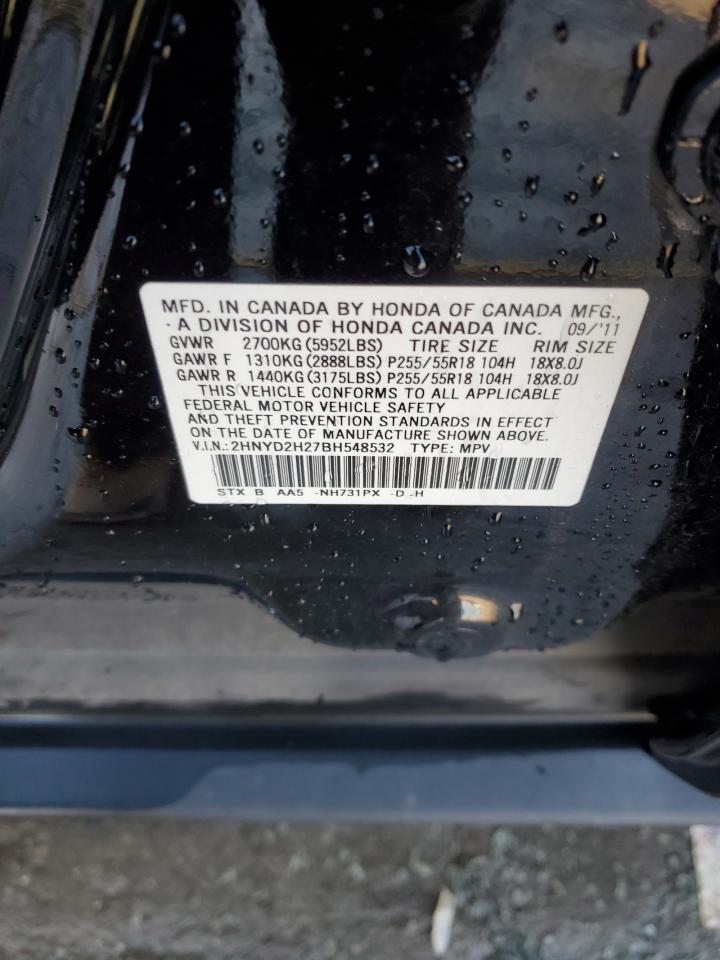 MFD. IN CANADA BY HONDA OF CANADA MFG.,
A DIVISION OF HONDA CANADA INC. 09/'11
GVWR 2700KG (5952LBS) TIRE SIZE RIM SIZE
GAWR F 1310KG (2888LBS) P255/55R18 104H 18X8.0J
GAWR R 1440KG (3175LBS) P255/55R18 104H 18X8.0J
THIS VEHICLE CONFORMS TO ALL APPLICABLE
FEDERAL MOTOR VEHICLE SAFETY
AND THEFT PREVENTION STANDARDS IN EFFECT
ON THE DATE OF MANUFACTURE SHOWN ABOVE.
V.I.N.: 2HNYD2H27BH548532 TYPE: MPV
STX B AA5 -NH731PX -D -H